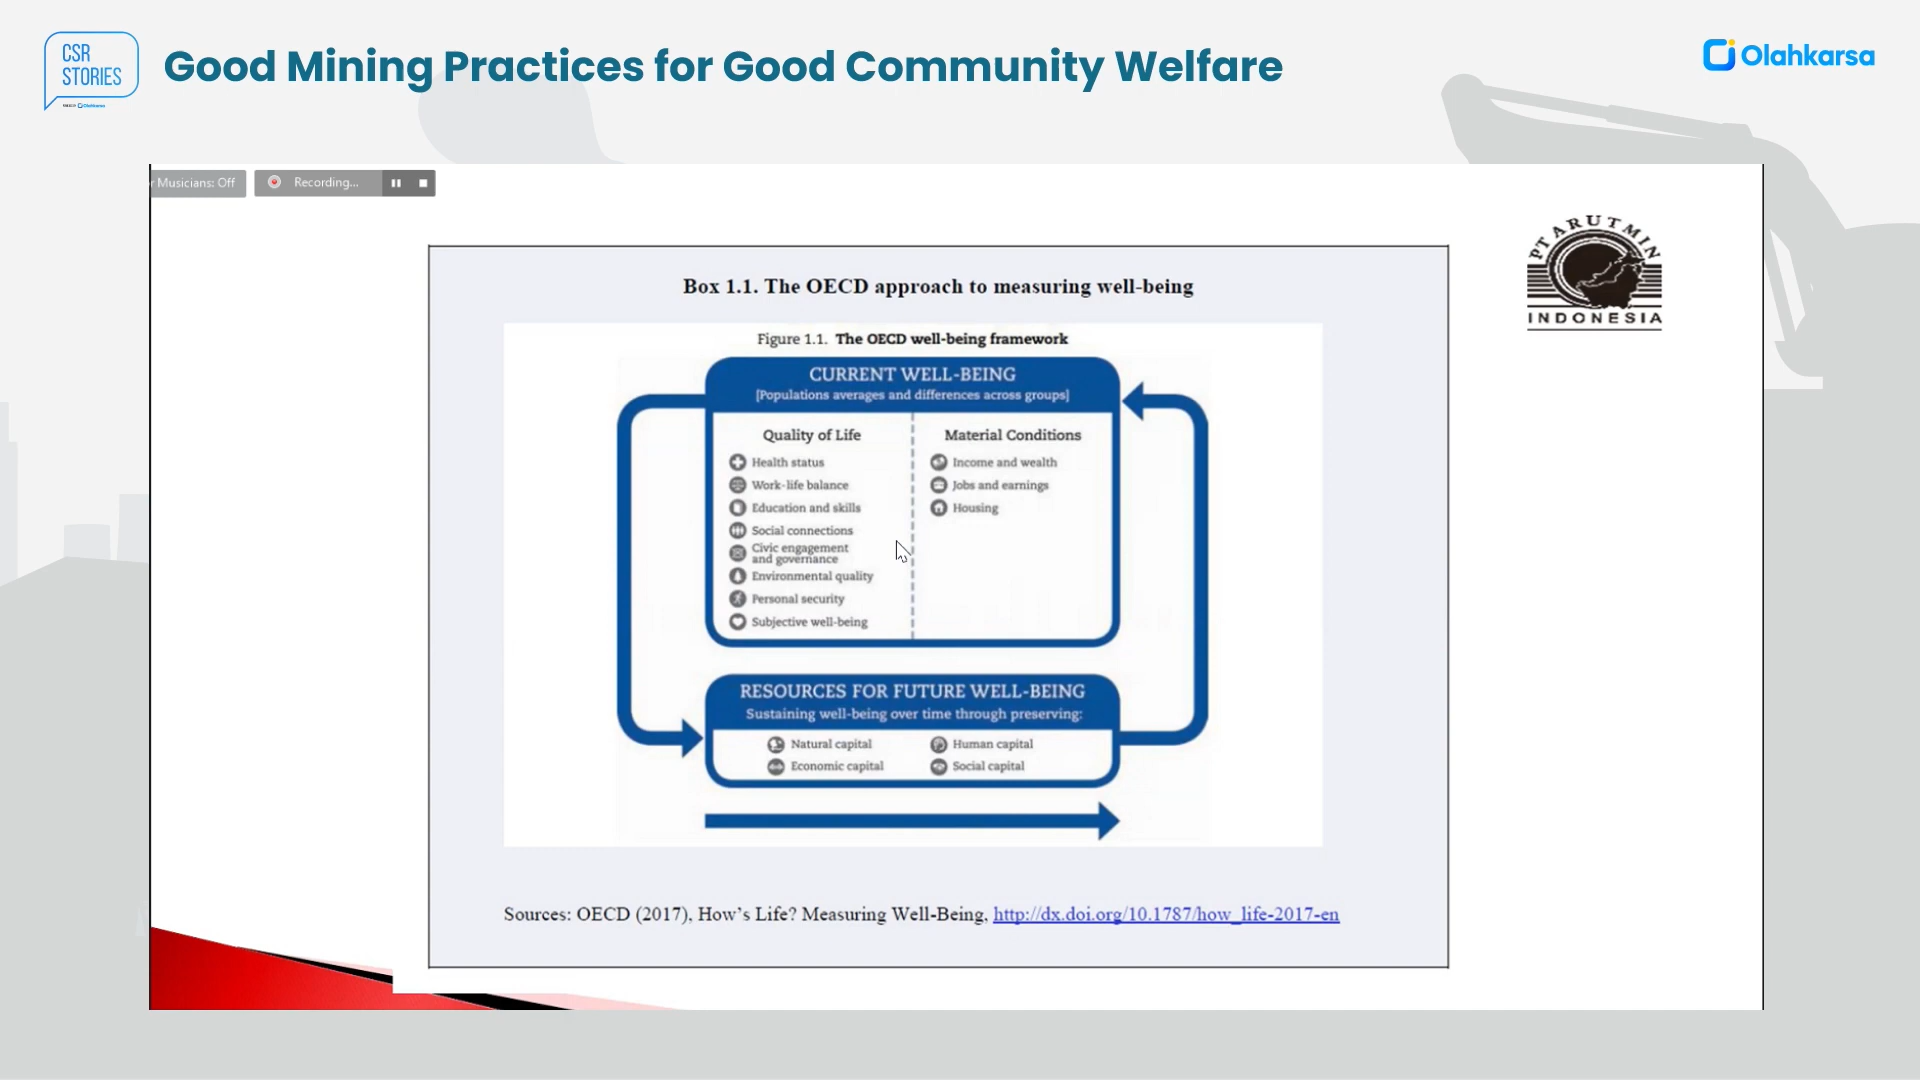 CSR
STORIES
Olahkarsa
Good Mining Practices for Good Community Welfare
Olahkarsa
r Musicians: Off
Recording...
PT ARUTMIN
INDONESIA
Box 1.1. The OECD approach to measuring well-being
Figure 1.1. The OECD well-being framework
CURRENT WELL-BEING
[Populations averages and differences across groups]
Quality of Life
Health status
Work-life balance
Education and skills
Social connections
Civic engagement
and governance
Environmental quality
Personal security
Subjective well-being
Material Conditions
Income and wealth
Jobs and earnings
Housing
RESOURCES FOR FUTURE WELL-BEING
Sustaining well-being over time through preserving:
Natural capital
Human capital
Economic capital
Social capital
Sources: OECD (2017), How's Life? Measuring Well-Being, http://dx.doi.org/10.1787/how_life-2017-en